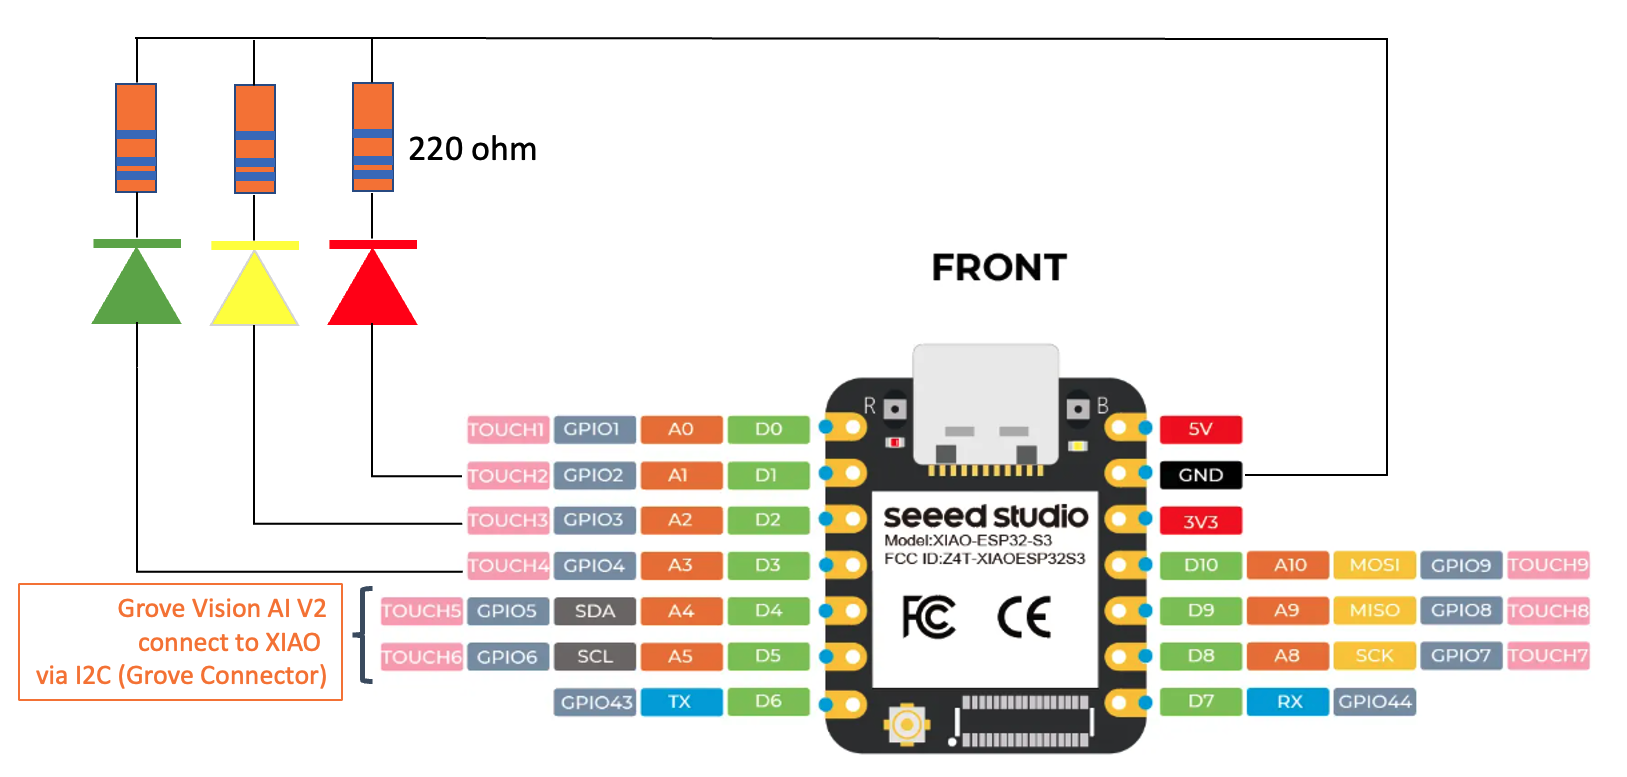 220 ohm
FRONT
R
B
TOUCH1 GPIO1 A0 D0
5V
TOUCH2 GPIO2 A1 D1
GND
TOUCH3 GPIO3 A2 D2
3V3
TOUCH4 GPIO4 A3 D3
D10 A10 MOSI GPIO9 TOUCH9
TOUCH5 GPIO5 SDA A4 D4
D9 A9 MISO GPIO8 TOUCH8
TOUCH6 GPIO6 SCL A5 D5
D8 A8 SCK GPIO7 TOUCH7
GPIO43 TX D6
D7 RX GPIO44
seeed studio
Model:XIAO-ESP32-S3
FCC ID:Z4T-XIAOESP32S3
FC CE
Grove Vision AI V2
connect to XIAO
via I2C (Grove Connector)